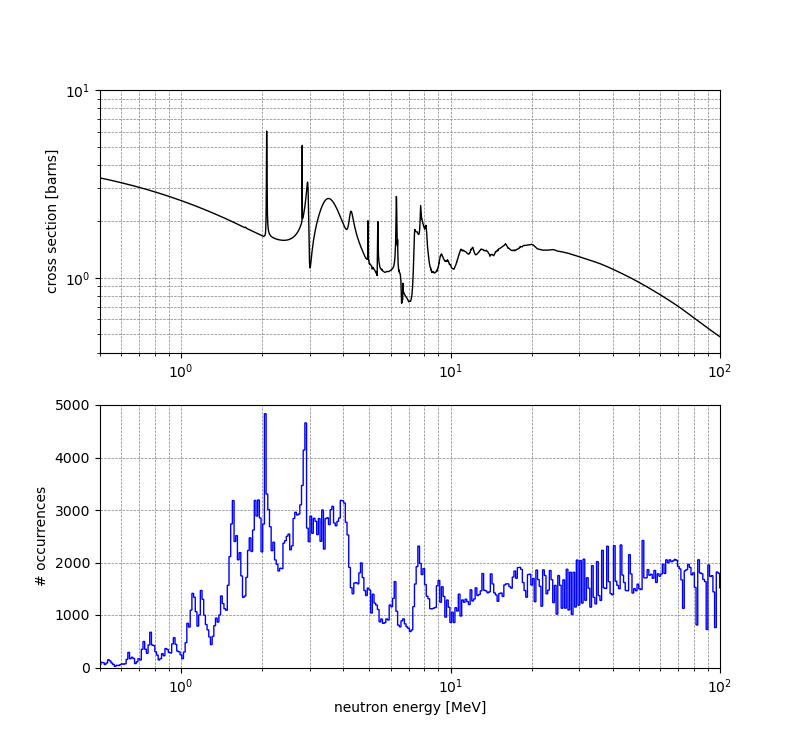 cross section [barns]
10¹
10⁰
10⁰ 10¹ 10²
# occurrences
5000
4000
3000
2000
1000
0
10⁰ 10¹ 10²
neutron energy [MeV]